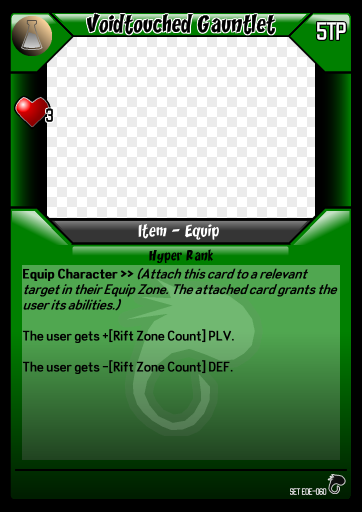 Voidtouched Gauntlet
5TP
3
Item - Equip
Hyper Rank
Equip Character >> (Attach this card to a relevant
target in their Equip Zone. The attached card grants the
user its abilities.)
The user gets +[Rift Zone Count] PLV.
The user gets -[Rift Zone Count] DEF.
SET EOE-060